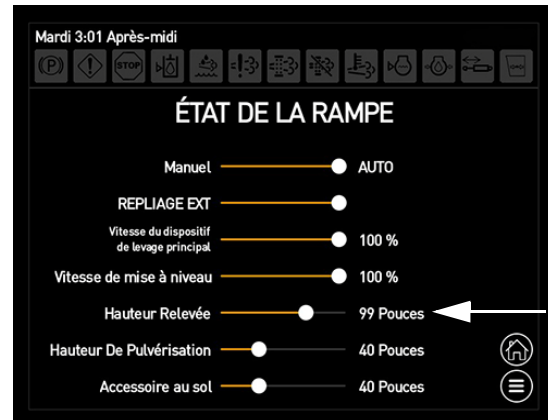 Mardi 3:01 Après-midi
(P) STOP
ÉTAT DE LA RAMPE
Manuel AUTO
REPLIAGE EXT
Vitesse du dispositif
de levage principal 100 %
Vitesse de mise à niveau 100 %
Hauteur Relevée 99 Pouces
Hauteur De Pulvérisation 40 Pouces
Accessoire au sol 40 Pouces